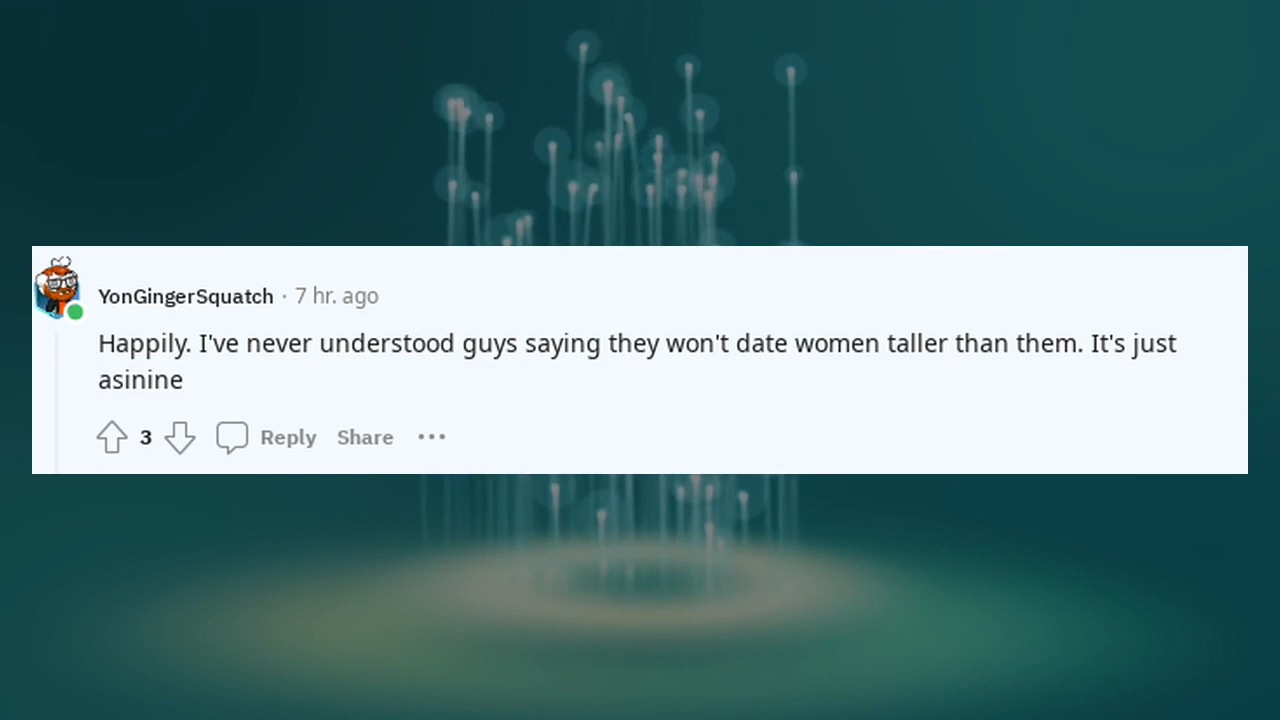 YonGingerSquatch · 7 hr. ago
Happily. I've never understood guys saying they won't date women taller than them. It's just
asinine
3 Reply Share ···